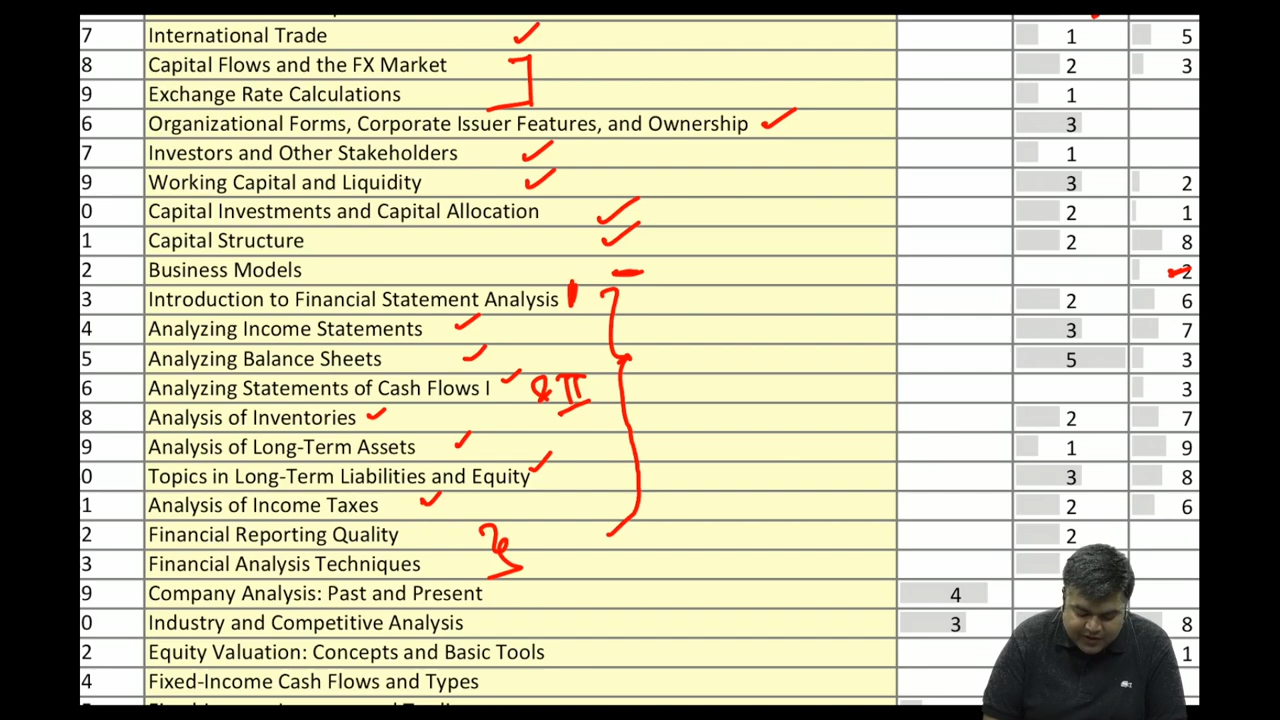 7 International Trade 1 5
8 Capital Flows and the FX Market 2 3
9 Exchange Rate Calculations 1
6 Organizational Forms, Corporate Issuer Features, and Ownership 3
7 Investors and Other Stakeholders 1
9 Working Capital and Liquidity 3 2
0 Capital Investments and Capital Allocation 2 1
1 Capital Structure 2 8
2 Business Models 2
3 Introduction to Financial Statement Analysis 2 6
4 Analyzing Income Statements 3 7
5 Analyzing Balance Sheets 5 3
6 Analyzing Statements of Cash Flows I & II 3
8 Analysis of Inventories 2 7
9 Analysis of Long-Term Assets 1 9
0 Topics in Long-Term Liabilities and Equity 3 8
1 Analysis of Income Taxes 2 6
2 Financial Reporting Quality 2
3 Financial Analysis Techniques
9 Company Analysis: Past and Present 4
0 Industry and Competitive Analysis 3 8
2 Equity Valuation: Concepts and Basic Tools 1
4 Fixed-Income Cash Flows and Types